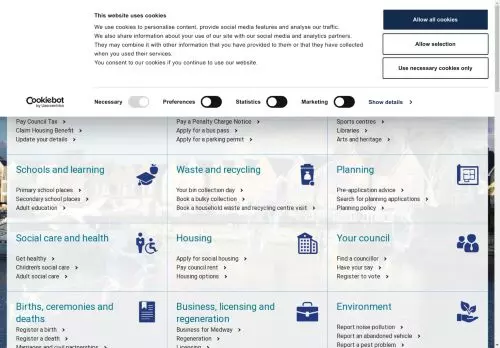 This website uses cookies
We use cookies to personalise content, provide social media features and analyse our traffic.
We also share information about your use of our site with our social media and analytics partners.
They may combine it with other information that you have provided to them or that they have collected
when you used their services.
You consent to our cookies if you continue to use our website.
Allow all cookies
Allow selection
Use necessary cookies only
Cookiebot
by Usercentrics
Necessary
Preferences
Statistics
Marketing
Show details
Pay Council Tax
Claim Housing Benefit
Update your details
Pay a Penalty Charge Notice
Apply for a bus pass
Apply for a parking permit
Sports centres
Libraries
Arts and heritage
Schools and learning
Primary school places
Secondary school places
Adult education
Waste and recycling
Your bin collection day
Book a bulky collection
Book a household waste and recycling centre visit
Planning
Pre-application advice
Search for planning applications
Planning policy
Social care and health
Get healthy
Children's social care
Adult social care
Housing
Apply for social housing
Pay council rent
Housing options
Your council
Find a councillor
Have your say
Register to vote
Births, ceremonies and
deaths
Register a birth
Register a death
Marriages and civil partnerships
Business, licensing and
regeneration
Business for Medway
Regeneration
Licensing
Environment
Report noise pollution
Report an abandoned vehicle
Report a pest problem